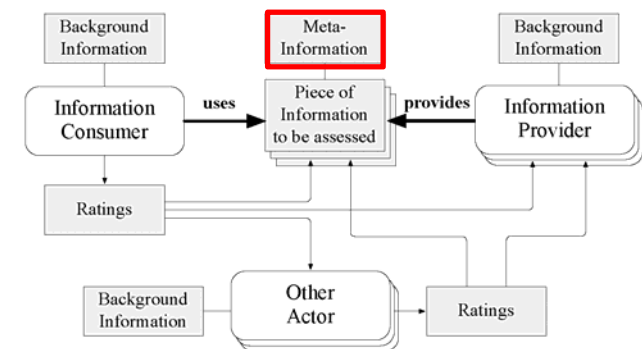 Background
Information
Meta-
Information
Background
Information
Information
Consumer
uses
Piece of
Information
to be assessed
provides
Information
Provider
Ratings
Background
Information
Other
Actor
Ratings